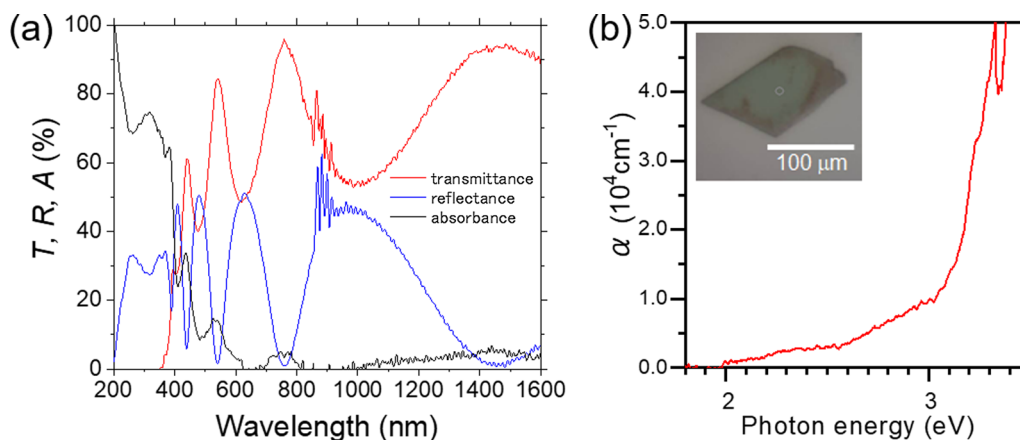 (a)
100
80
60
40
20
0
T, R, A (%)
transmittance
reflectance
absorbance
200 400 600 800 1000 1200 1400 1600
Wavelength (nm)
(b)
5.0
4.0
3.0
2.0
1.0
0
α (10⁴cm⁻¹)
100 μm
2 3
Photon energy (eV)